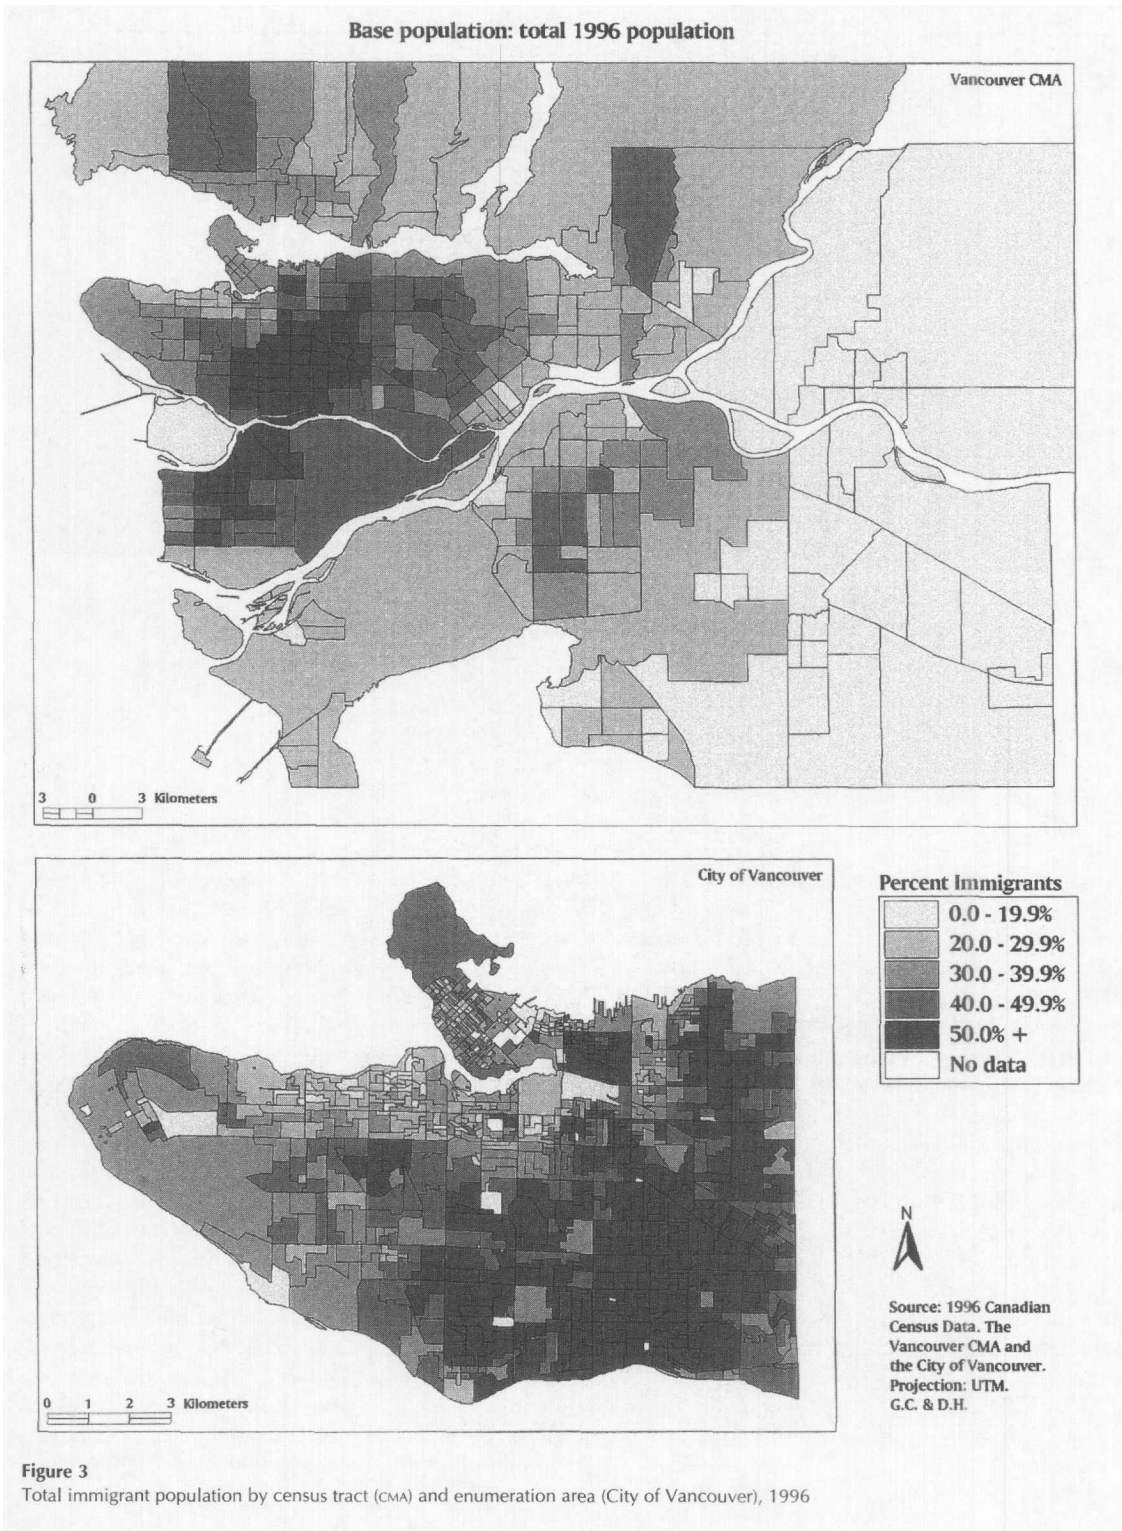 Base population: total 1996 population
Vancouver CMA
3 0 3 Kilometers
City of Vancouver
Percent Immigrants
0.0 - 19.9%
20.0 - 29.9%
30.0 - 39.9%
40.0 - 49.9%
50.0% +
No data
N
Source: 1996 Canadian
Census Data. The
Vancouver CMA and
the City of Vancouver.
Projection: UTM.
G.C. & D.H.
0 1 2 3 Kilometers
Figure 3
Total immigrant population by census tract (CMA) and enumeration area (City of Vancouver), 1996